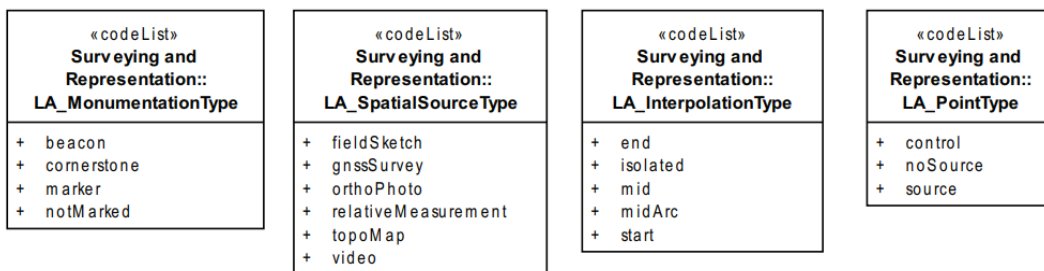 «codeList»
Surveying and
Representation::
LA_MonumentationType
+ beacon
+ cornerstone
+ marker
+ notMarked
«codeList»
Surveying and
Representation::
LA_SpatialSourceType
+ fieldSketch
+ gnssSurvey
+ orthoPhoto
+ relativeMeasurement
+ topoMap
+ video
«codeList»
Surveying and
Representation::
LA_InterpolationType
+ end
+ isolated
+ mid
+ midArc
+ start
«codeList»
Surveying and
Representation::
LA_PointType
+ control
+ noSource
+ source